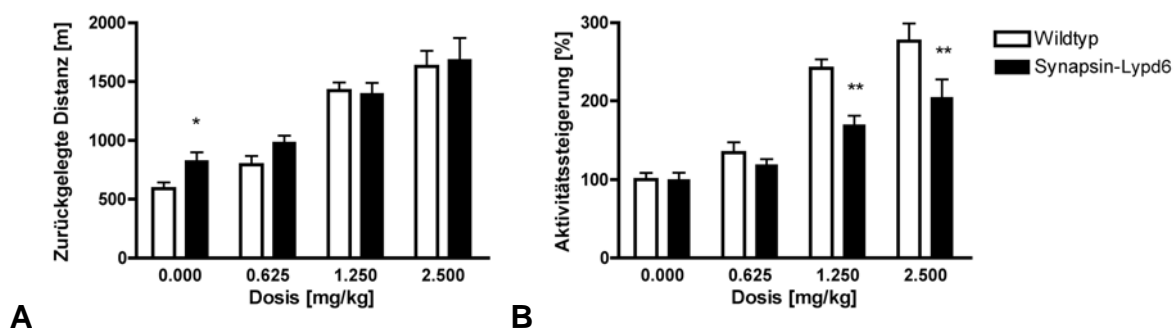 Zurückgelegte Distanz [m]
2000
1500
1000
500
0
*
0.000 0.625 1.250 2.500
Dosis [mg/kg]
A
Aktivitätssteigerung [%]
300
200
100
0
**
**
0.000 0.625 1.250 2.500
Dosis [mg/kg]
B
Wildtyp
Synapsin-Lypd6